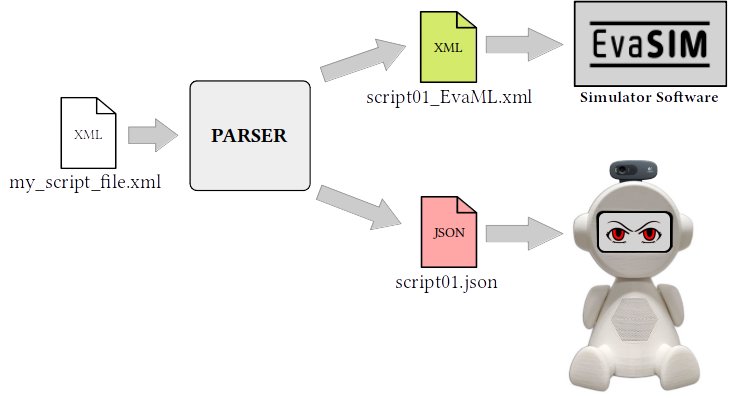 XML
my_script_file.xml
PARSER
XML
script01_EvaML.xml
EvaSIM
Simulator Software
JSON
script01.json